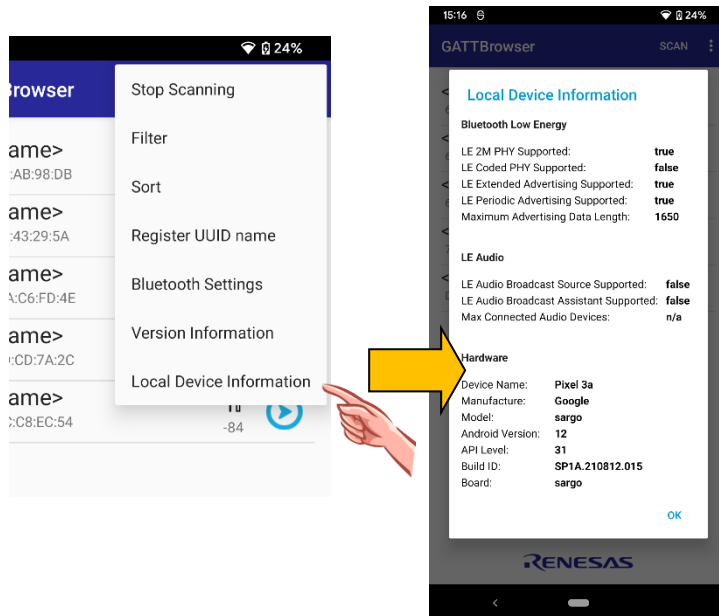 24%
Browser
Stop Scanning
Filter
Sort
Register UUID name
Bluetooth Settings
Version Information
Local Device Information
ame>
:AB:98:DB
ame>
:43:29:5A
ame>
A:C6:FD:4E
ame>
:CD:7A:2C
ame>
C:C8:EC:54
-84
15:16
24%
GATTBrowser
SCAN
Local Device Information
Bluetooth Low Energy
LE 2M PHY Supported: true
LE Coded PHY Supported: false
LE Extended Advertising Supported: true
LE Periodic Advertising Supported: true
Maximum Advertising Data Length: 1650
LE Audio
LE Audio Broadcast Source Supported: false
LE Audio Broadcast Assistant Supported: false
Max Connected Audio Devices: n/a
Hardware
Device Name: Pixel 3a
Manufacture: Google
Model: sargo
Android Version: 12
API Level: 31
Build ID: SP1A.210812.015
Board: sargo
OK
RENESAS